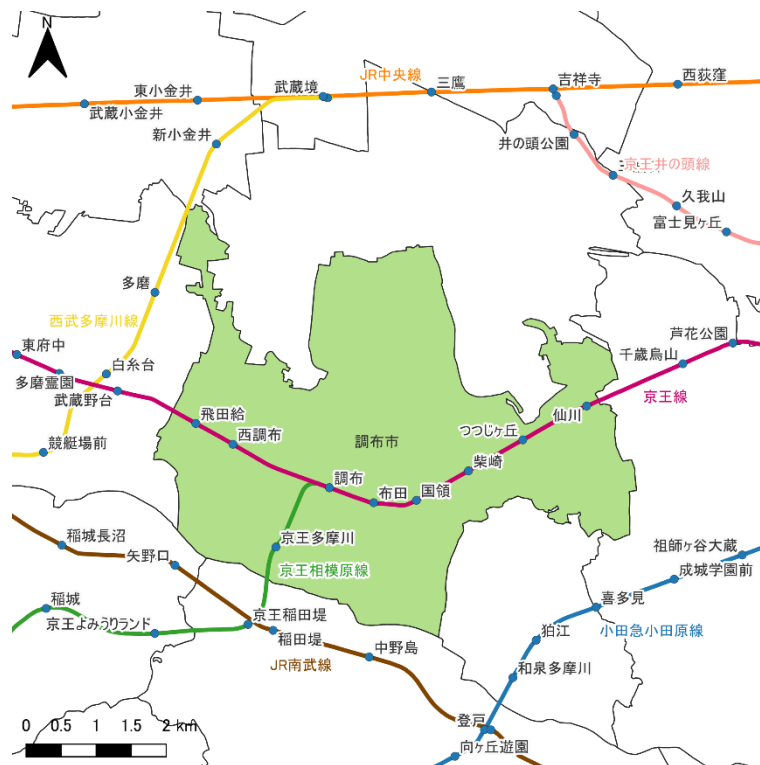 N
JR中央線
吉祥寺
西荻窪
三鷹
武蔵境
東小金井
武蔵小金井
新小金井
井の頭公園
京王井の頭線
久我山
富士見ヶ丘
多磨
西武多摩川線
東府中
白糸台
多磨霊園
武蔵野台
芦花公園
千歳烏山
京王線
飛田給
仙川
西調布
調布市
つつじヶ丘
競艇場前
柴崎
調布
布田
国領
稲城長沼
京王多摩川
矢野口
京王相模原線
祖師ヶ谷大蔵
成城学園前
稲城
喜多見
京王よみうりランド
京王稲田堤
稲田堤
狛江
小田急小田原線
中野島
JR南武線
和泉多摩川
登戸
向ヶ丘遊園
0 0.5 1 1.5 2 km